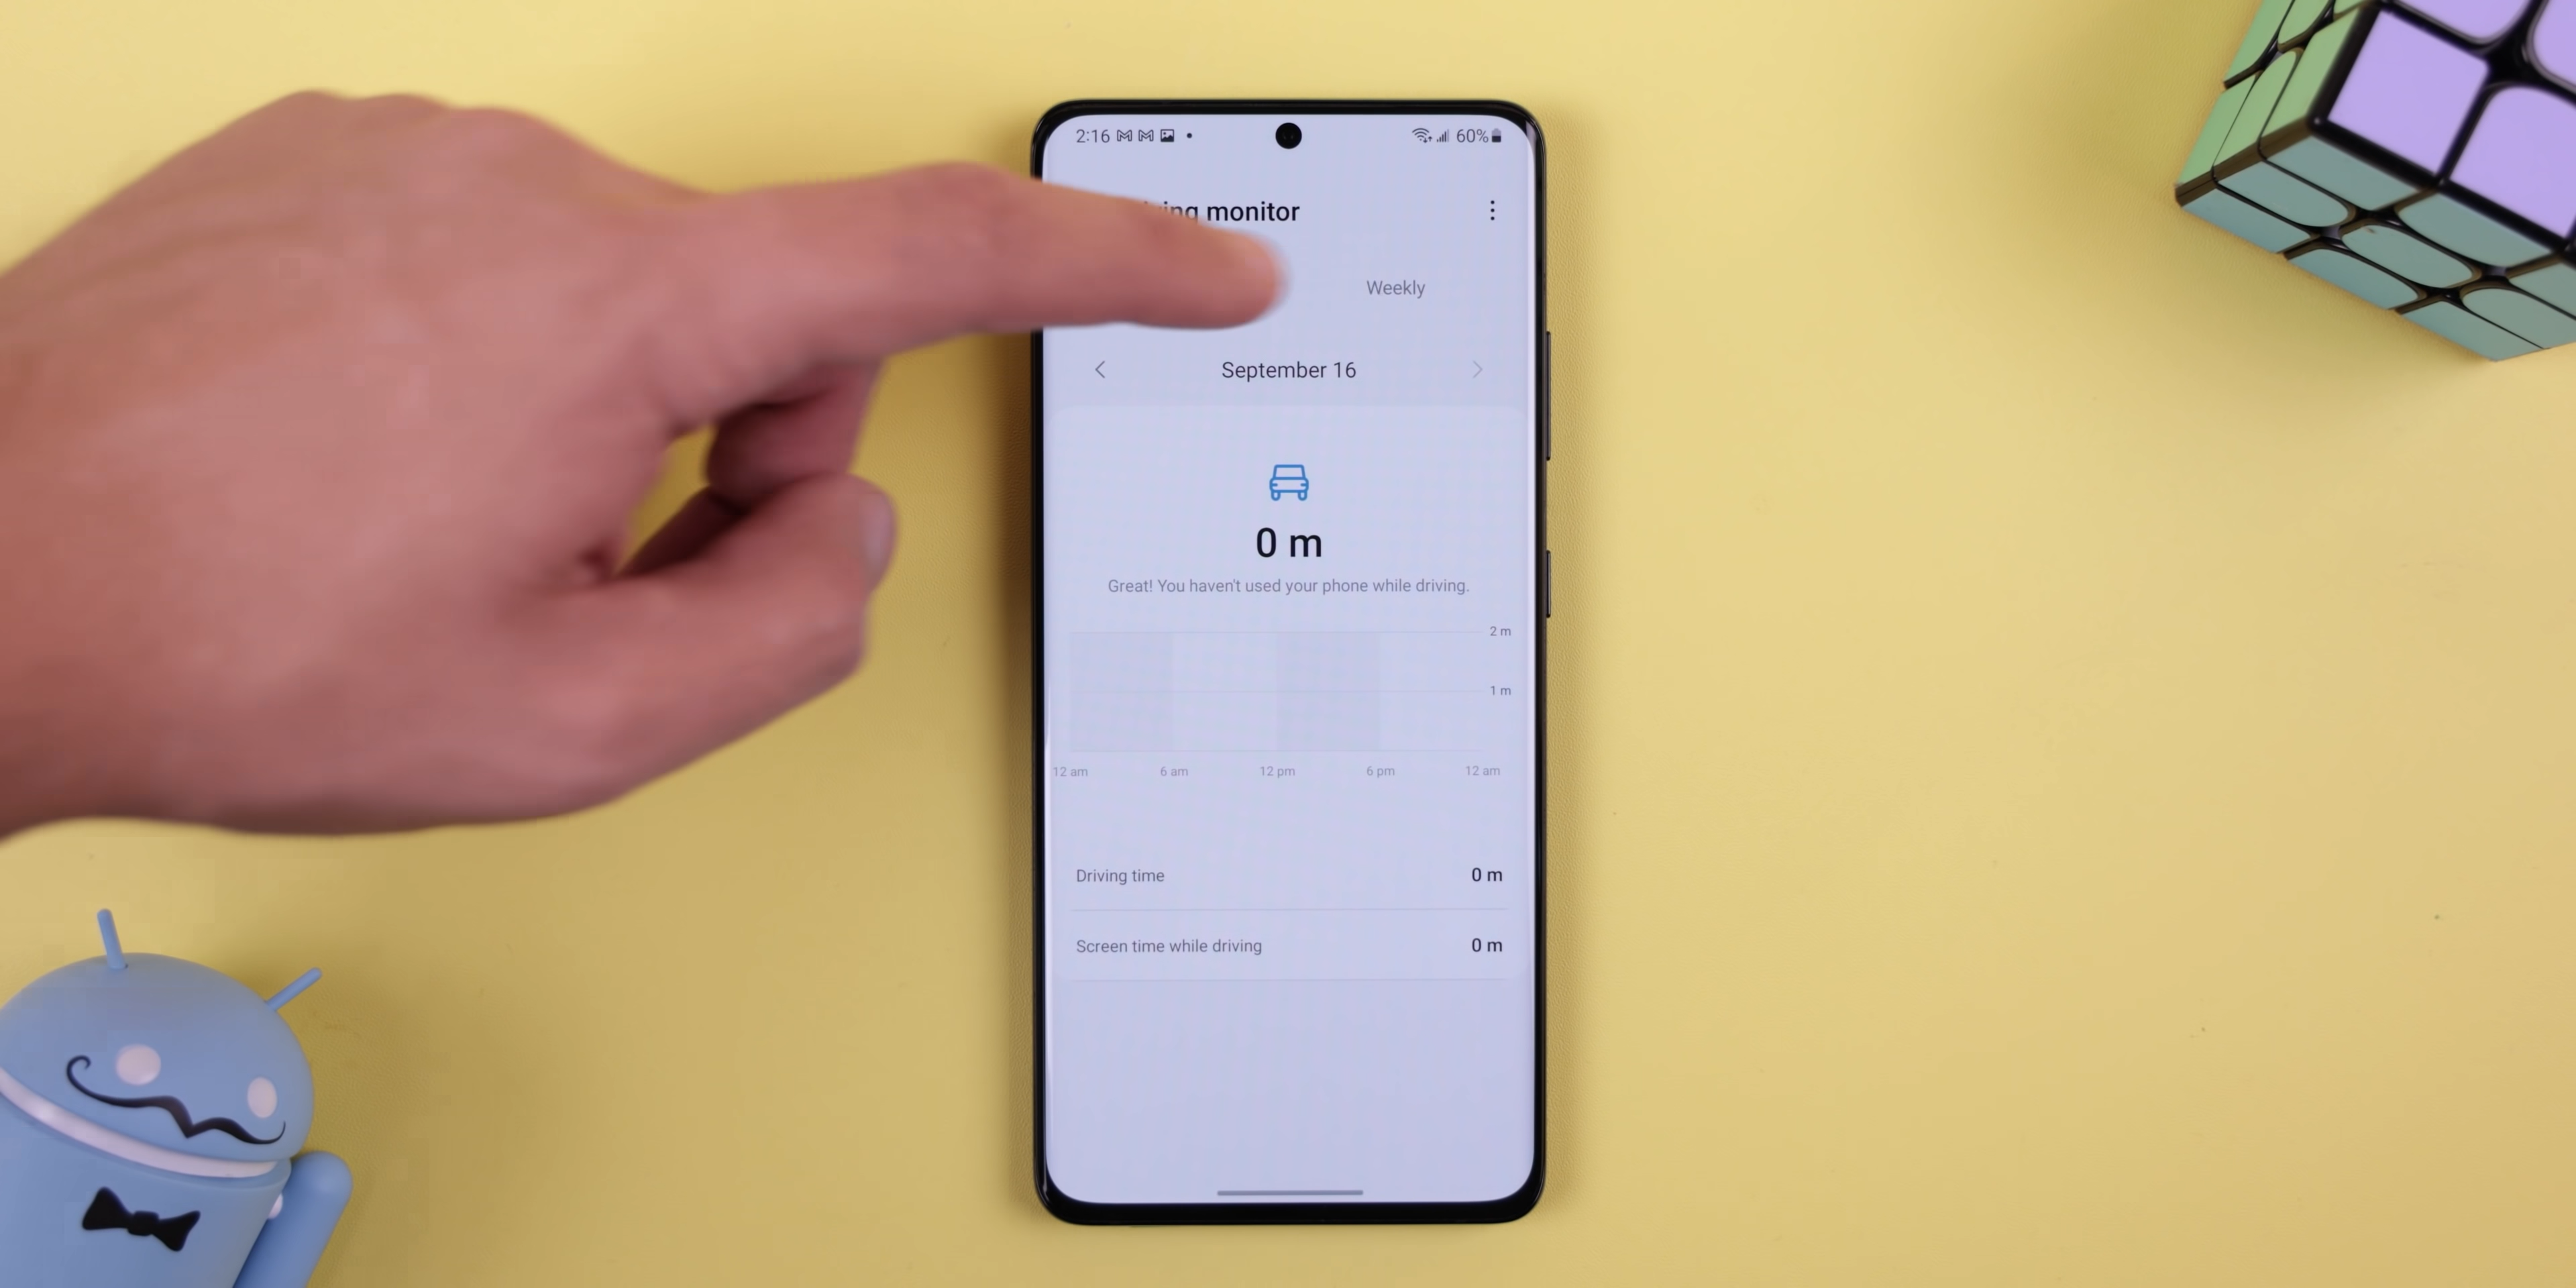 2:16 60%
monitor
Weekly
September 16
0 m
Great! You haven't used your phone while driving.
2 m
1 m
12 am 6 am 12 pm 6 pm 12 am
Driving time 0 m
Screen time while driving 0 m